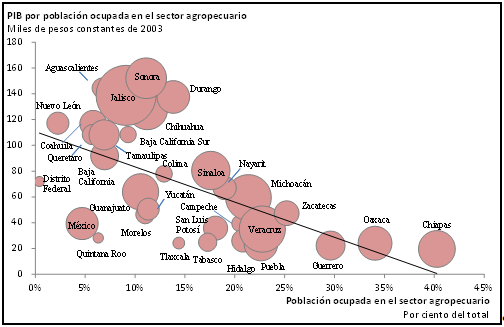 PIB por población ocupada en el sector agropecuario
Miles de pesos constantes de 2003
180
160
140
120
100
80
60
40
20
0
Aguascalientes
Sonora
Jalisco
Durango
Nuevo León
Chihuahua
Coahuila
Baja California Sur
Querétaro
Tamaulipas
Baja
California
Colima
Sinaloa
Nayarit
Distrito
Federal
Michoacán
Yucatán
Guanajuato
Campeche
Zacatecas
México
Morelos
San Luis
Potosí
Veracruz
Oaxaca
Chiapas
Quintana Roo
Tlaxcala
Tabasco
Hidalgo
Puebla
Guerrero
0%
5%
10%
15%
20%
25%
30%
35%
40%
45%
Población ocupada en el sector agropecuario
Por ciento del total